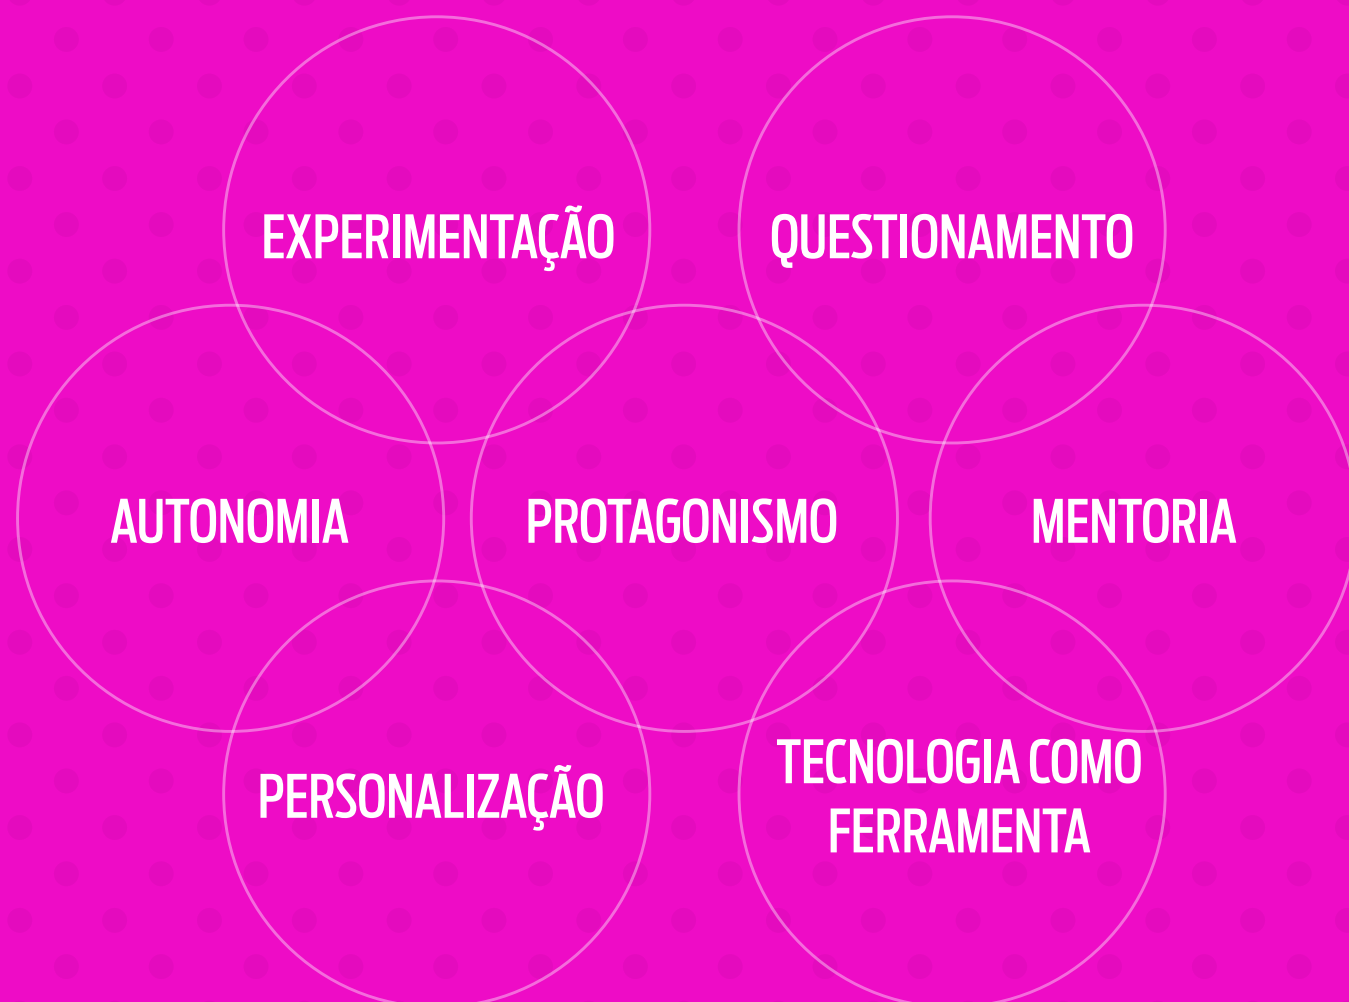 EXPERIMENTAÇÃO
QUESTIONAMENTO
AUTONOMIA
PROTAGONISMO
MENTORIA
PERSONALIZAÇÃO
TECNOLOGIA COMO
FERRAMENTA